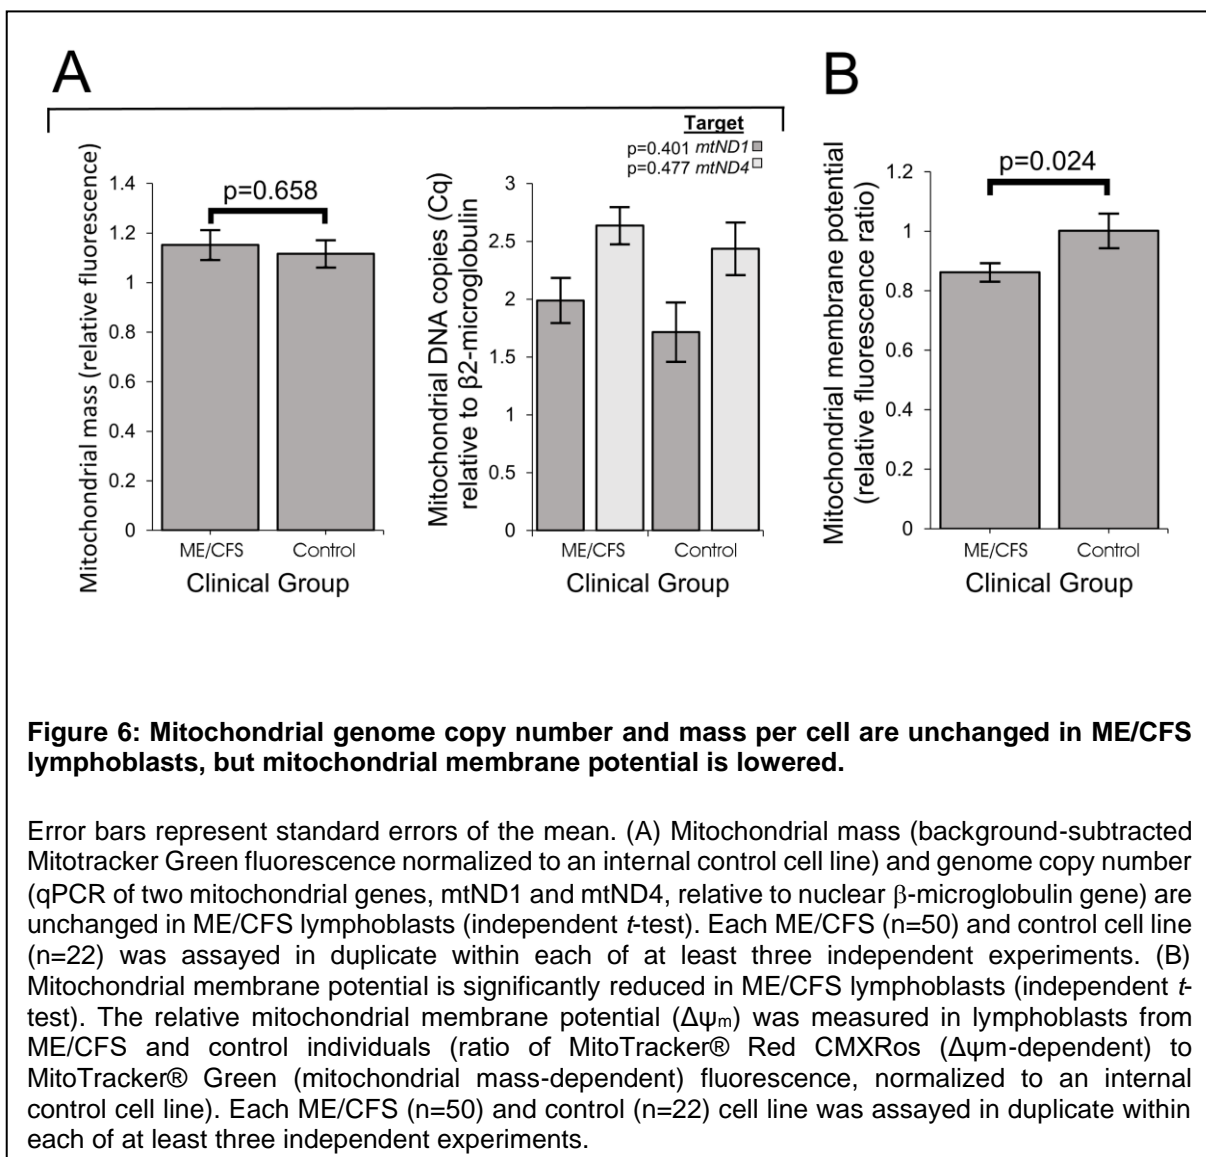 A
B
Target
p=0.401 mtND1
p=0.477 mtND4
Mitochondrial mass (relative fluorescence)
1.4
1.2
1
0.8
0.6
0.4
0.2
0
p=0.658
ME/CFS
Control
Clinical Group
Mitochondrial DNA copies (Cq)
relative to β2-microglobulin
3
2.5
2
1.5
1
0.5
0
ME/CFS
Control
Clinical Group
Mitochondrial membrane potential
(relative fluorescence ratio)
1.2
1
0.8
0.6
0.4
0.2
0
p=0.024
ME/CFS
Control
Clinical Group
Figure 6: Mitochondrial genome copy number and mass per cell are unchanged in ME/CFS
lymphoblasts, but mitochondrial membrane potential is lowered.
Error bars represent standard errors of the mean. (A) Mitochondrial mass (background-subtracted
Mitotracker Green fluorescence normalized to an internal control cell line) and genome copy number
(qPCR of two mitochondrial genes, mtND1 and mtND4, relative to nuclear β-microglobulin gene) are
unchanged in ME/CFS lymphoblasts (independent t-test). Each ME/CFS (n=50) and control cell line
(n=22) was assayed in duplicate within each of at least three independent experiments. (B)
Mitochondrial membrane potential is significantly reduced in ME/CFS lymphoblasts (independent t-
test). The relative mitochondrial membrane potential (Δψm) was measured in lymphoblasts from
ME/CFS and control individuals (ratio of MitoTracker® Red CMXRos (Δψm-dependent) to
MitoTracker® Green (mitochondrial mass-dependent) fluorescence, normalized to an internal
control cell line). Each ME/CFS (n=50) and control (n=22) cell line was assayed in duplicate within
each of at least three independent experiments.